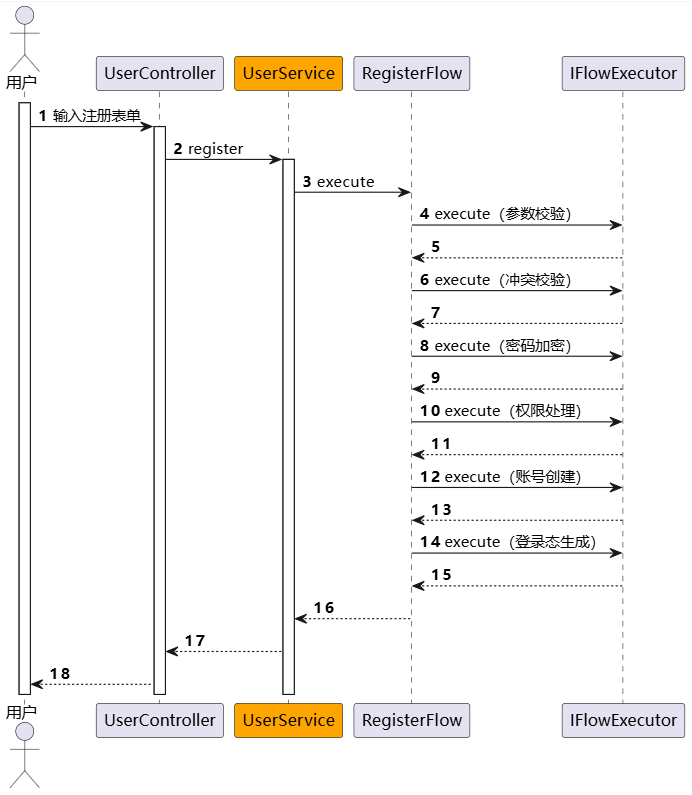 用户
UserController
UserService
RegisterFlow
IFlowExecutor
1 输入注册表单
2 register
3 execute
4 execute（参数校验）
5
6 execute（冲突校验）
7
8 execute（密码加密）
9
10 execute（权限处理）
11
12 execute（账号创建）
13
14 execute（登录态生成）
15
16
17
18
用户
UserController
UserService
RegisterFlow
IFlowExecutor